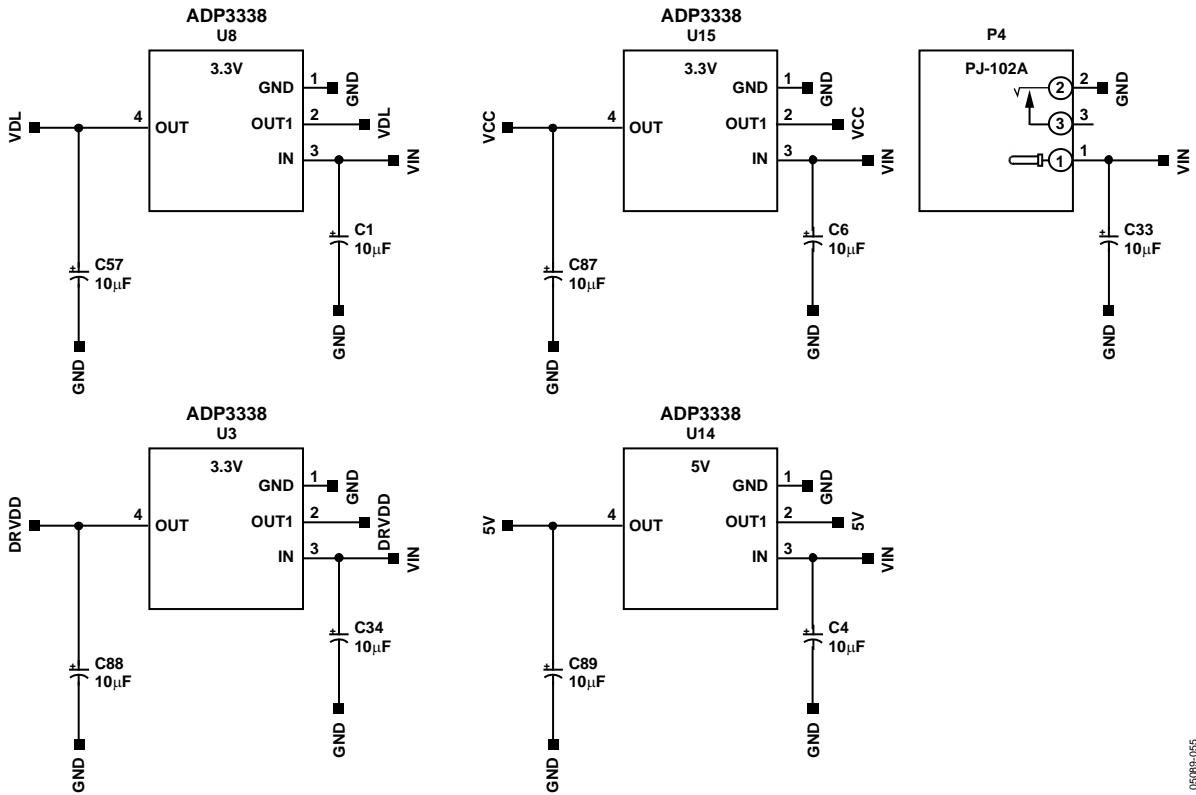 ADP3338
U8
3.3V
GND
1
GND
OUT1
2
VDL
IN
3
VIN
VDL
4
OUT
C1
10μF
GND
C57
10μF
GND
ADP3338
U15
3.3V
GND
1
GND
OUT1
2
VCC
IN
3
VIN
VCC
4
OUT
C6
10μF
GND
C87
10μF
GND
P4
PJ-102A
2
2
GND
3
3
1
1
VIN
C33
10μF
GND
ADP3338
U3
3.3V
GND
1
GND
OUT1
2
DRVDD
IN
3
VIN
DRVDD
4
OUT
C34
10μF
GND
C88
10μF
GND
ADP3338
U14
5V
GND
1
GND
OUT1
2
5V
IN
3
VIN
5V
4
OUT
C4
10μF
GND
C89
10μF
GND
05089-055